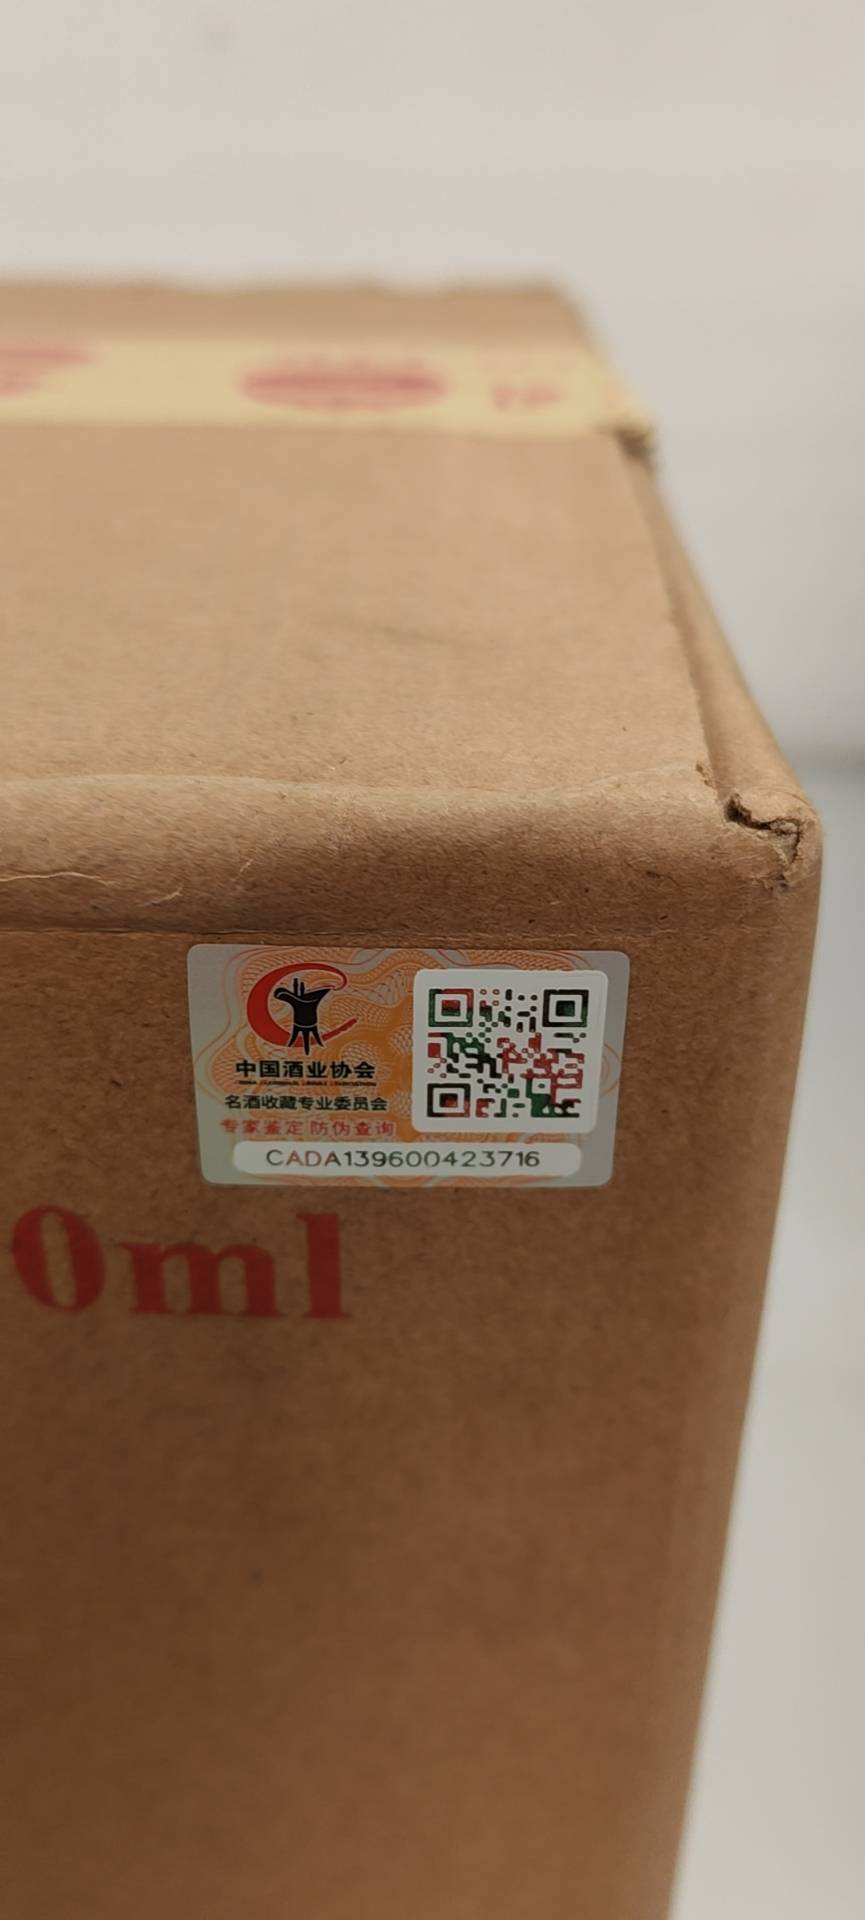 中国酒业协会
名酒收藏专业委员会
专家鉴定 防伪查询
CADA139600423716
0ml